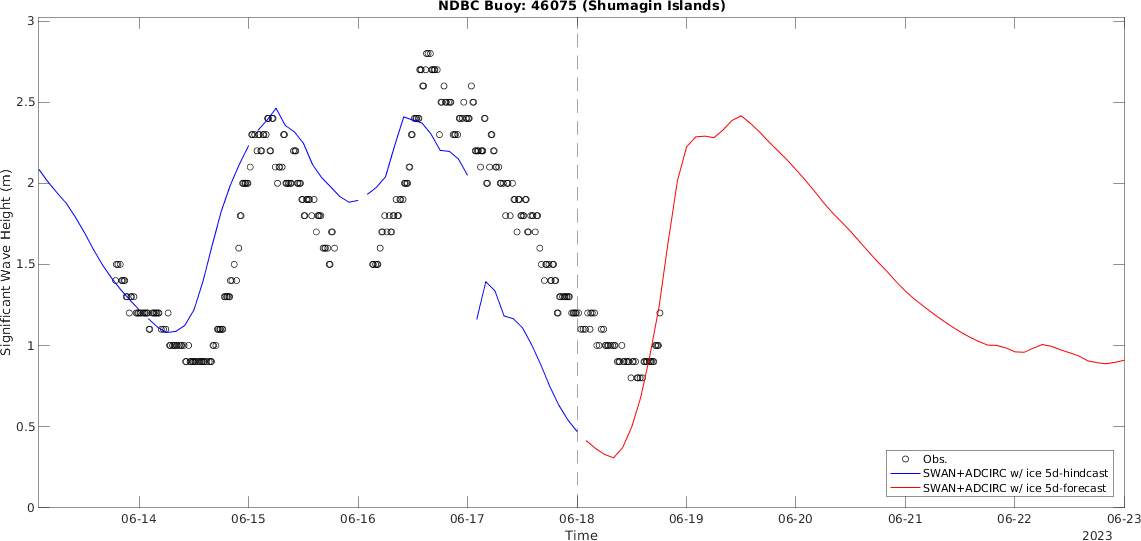 NDBC Buoy: 46075 (Shumagin Islands)
3
2.5
2
1.5
1
0.5
0
Significant Wave Height (m)
Obs.
SWAN+ADCIRC w/ ice 5d-hindcast
SWAN+ADCIRC w/ ice 5d-forecast
06-14 06-15 06-16 06-17 06-18 06-19 06-20 06-21 06-22 06-23
Time
2023